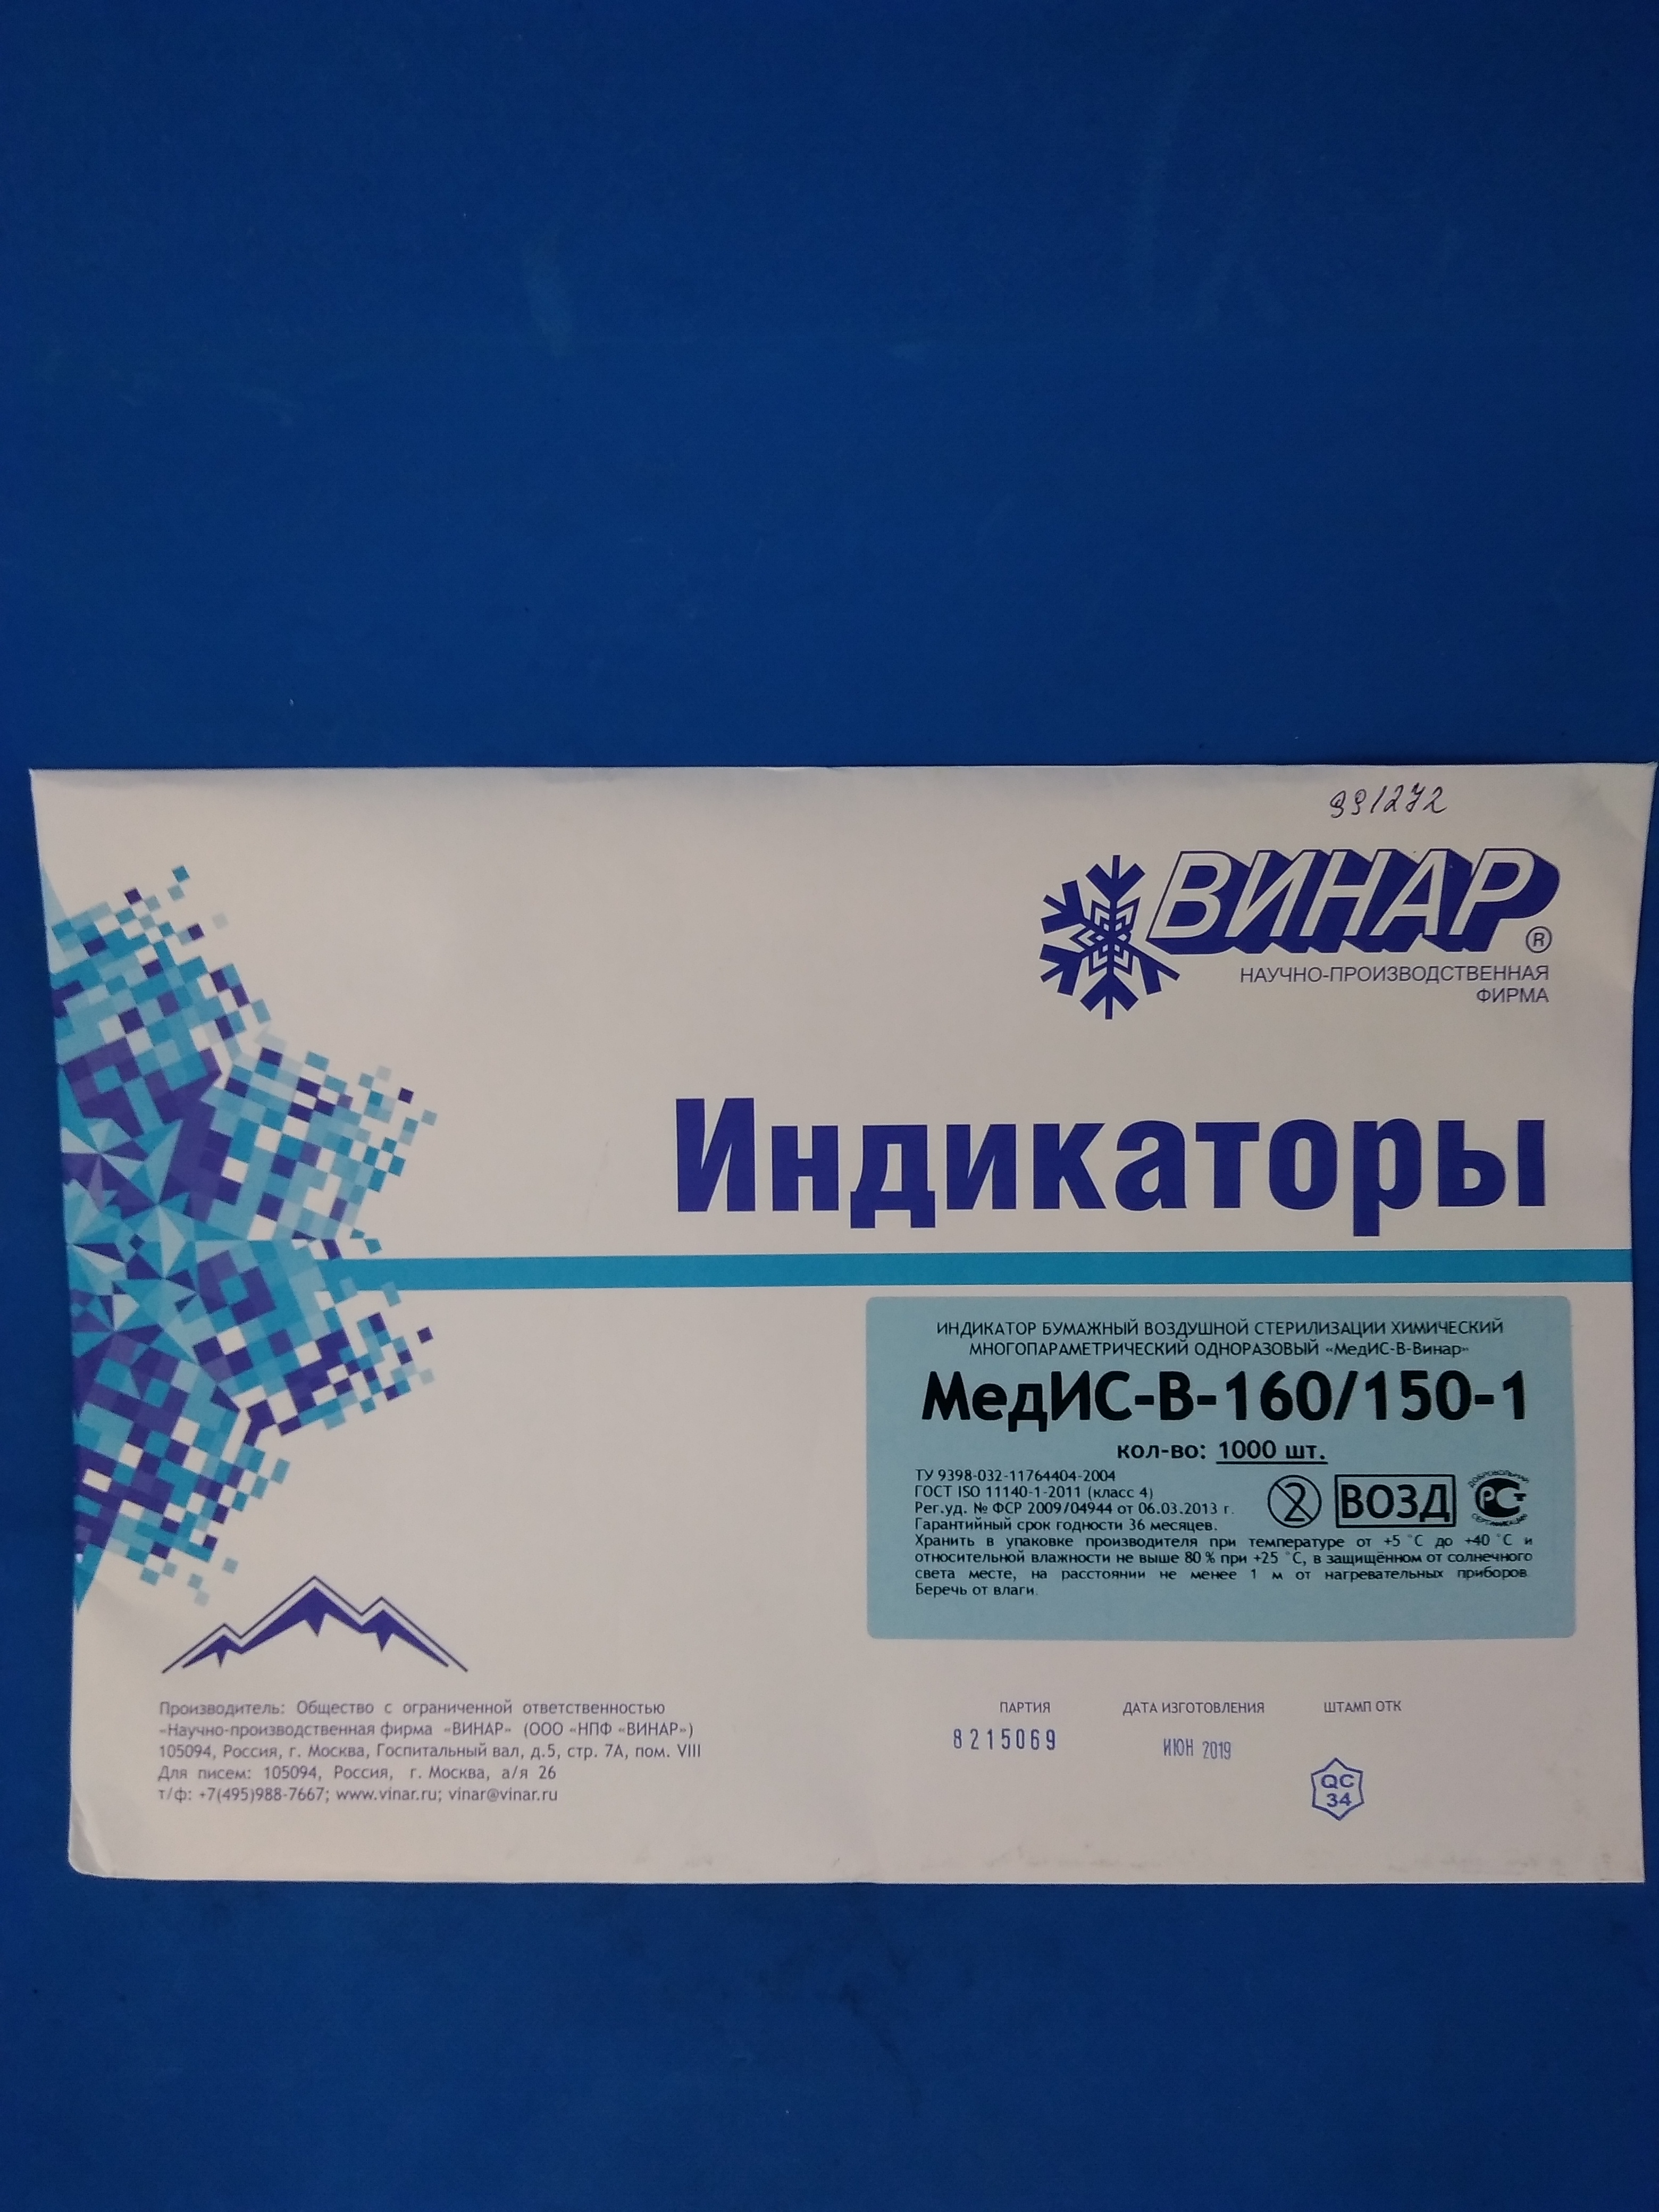 991272
ВИНАР ®
НАУЧНО-ПРОИЗВОДСТВЕННАЯ
ФИРМА
Индикаторы
ИНДИКАТОР БУМАЖНЫЙ ВОЗДУШНОЙ СТЕРИЛИЗАЦИИ ХИМИЧЕСКИЙ
МНОГОПАРАМЕТРИЧЕСКИЙ ОДНОРАЗОВЫЙ «МедИС-В-Винар»
МедИС-В-160/150-1
кол-во: 1000 шт.
ТУ 9398-032-11764404-2004
ГОСТ ISO 11140-1-2011 (класс 4)
Рег.уд. № ФСР 2009/04944 от 06.03.2013 г.
Гарантийный срок годности 36 месяцев.
2
ВОЗД
ДОБРОВОЛЬНАЯ
РСТ
СЕРТИФИКАЦИЯ
Хранить в упаковке производителя при температуре от +5 °С до +40 °С и
относительной влажности не выше 80 % при +25 °С, в защищённом от солнечного
света месте, на расстоянии не менее 1 м от нагревательных приборов.
Беречь от влаги.
Производитель: Общество с ограниченной ответственностью
«Научно-производственная фирма «ВИНАР» (ООО «НПФ «ВИНАР»)
105094, Россия, г. Москва, Госпитальный вал, д.5, стр. 7А, пом. VIII
Для писем: 105094, Россия, г. Москва, а/я 26
т/ф: +7(495)988-7667; www.vinar.ru; vinar@vinar.ru
ПАРТИЯ
8215069
ДАТА ИЗГОТОВЛЕНИЯ
ИЮН 2019
ШТАМП ОТК
QC
34